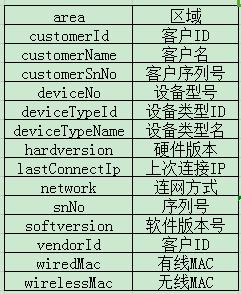 area 区域
customerId 客户ID
customerName 客户名
customerSnNo 客户序列号
deviceNo 设备型号
deviceTypeId 设备类型ID
deviceTypeName 设备类型名
hardversion 硬件版本
lastConnectIp 上次连接IP
network 连网方式
snNo 序列号
softversion 软件版本号
vendorId 客户ID
wiredMac 有线MAC
wirelessMac 无线MAC